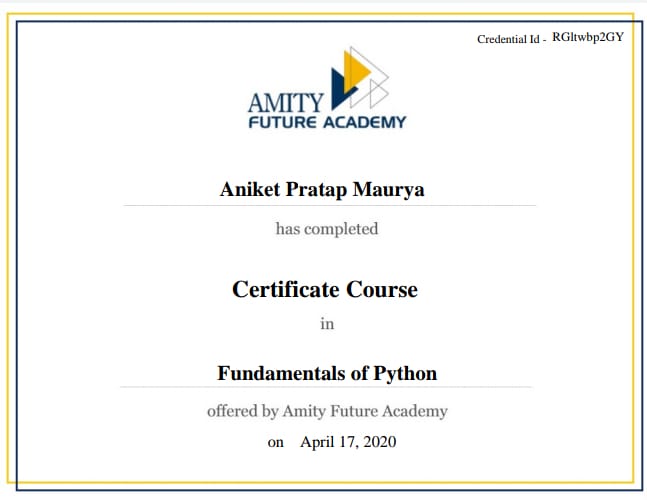 Credential Id - RGltwbp2GY
AMITY
FUTURE ACADEMY
Aniket Pratap Maurya
has completed
Certificate Course
in
Fundamentals of Python
offered by Amity Future Academy
on April 17, 2020